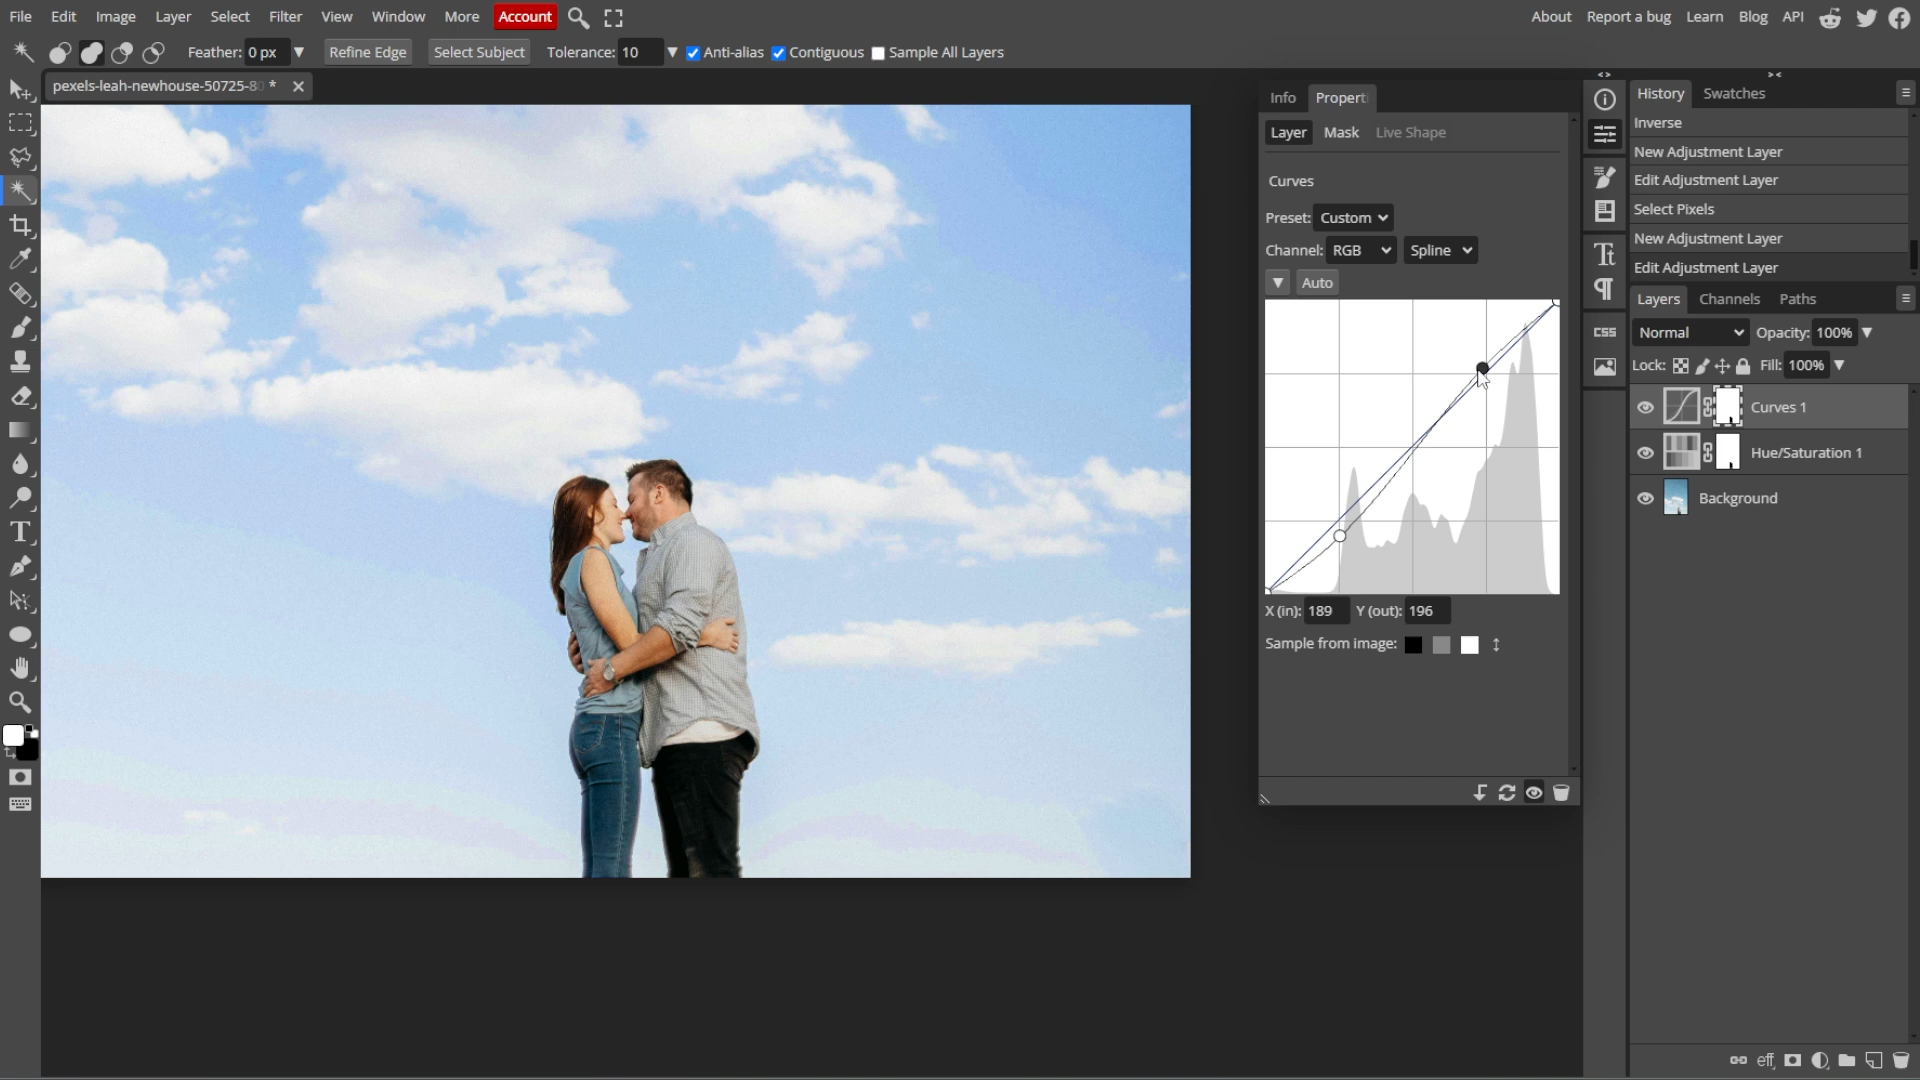 File Edit Image Layer Select Filter View Window More Account About Report a bug Learn Blog API
Feather: 0 px Refine Edge Select Subject Tolerance: 10 Anti-alias Contiguous Sample All Layers
pexels-leah-newhouse-50725-80 *
Info Properti
Layer Mask Live Shape
Curves
Preset: Custom
Channel: RGB Spline
Auto
X (in): 189 Y (out): 196
Sample from image:
CSS
History Swatches
Inverse
New Adjustment Layer
Edit Adjustment Layer
Select Pixels
New Adjustment Layer
Edit Adjustment Layer
Layers Channels Paths
Normal Opacity: 100%
Lock: Fill: 100%
Curves 1
Hue/Saturation 1
Background
eff